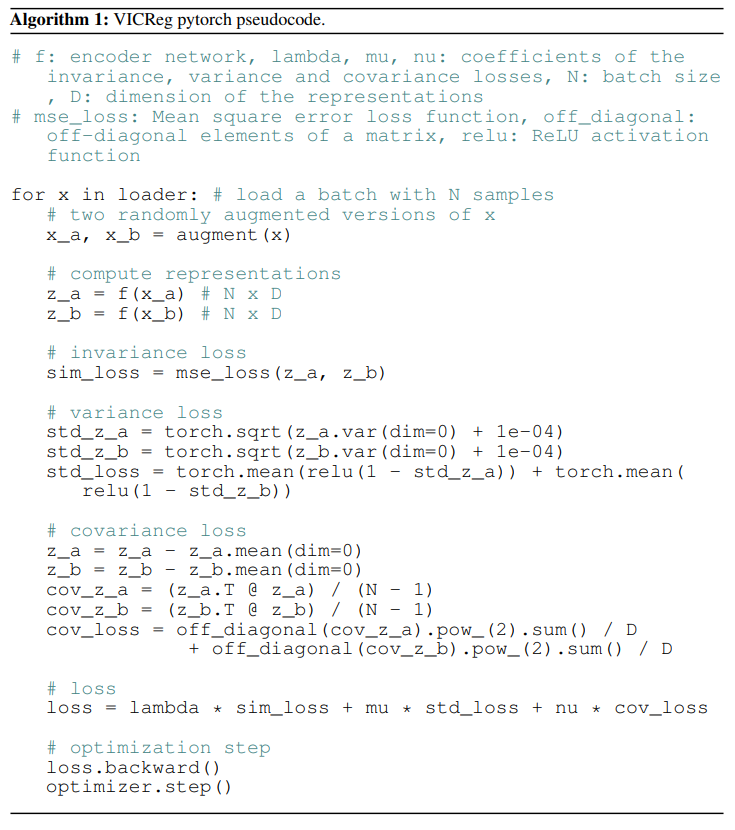 Algorithm 1: VICReg pytorch pseudocode.
# f: encoder network, lambda, mu, nu: coefficients of the
invariance, variance and covariance losses, N: batch size
, D: dimension of the representations
# mse_loss: Mean square error loss function, off_diagonal:
off-diagonal elements of a matrix, relu: ReLU activation
function
for x in loader: # load a batch with N samples
# two randomly augmented versions of x
x_a, x_b = augment(x)
# compute representations
z_a = f(x_a) # N x D
z_b = f(x_b) # N x D
# invariance loss
sim_loss = mse_loss(z_a, z_b)
# variance loss
std_z_a = torch.sqrt(z_a.var(dim=0) + 1e-04)
std_z_b = torch.sqrt(z_b.var(dim=0) + 1e-04)
std_loss = torch.mean(relu(1 - std_z_a)) + torch.mean(
relu(1 - std_z_b))
# covariance loss
z_a = z_a - z_a.mean(dim=0)
z_b = z_b - z_b.mean(dim=0)
cov_z_a = (z_a.T @ z_a) / (N - 1)
cov_z_b = (z_b.T @ z_b) / (N - 1)
cov_loss = off_diagonal(cov_z_a).pow_(2).sum() / D
+ off_diagonal(cov_z_b).pow_(2).sum() / D
# loss
loss = lambda * sim_loss + mu * std_loss + nu * cov_loss
# optimization step
loss.backward()
optimizer.step()